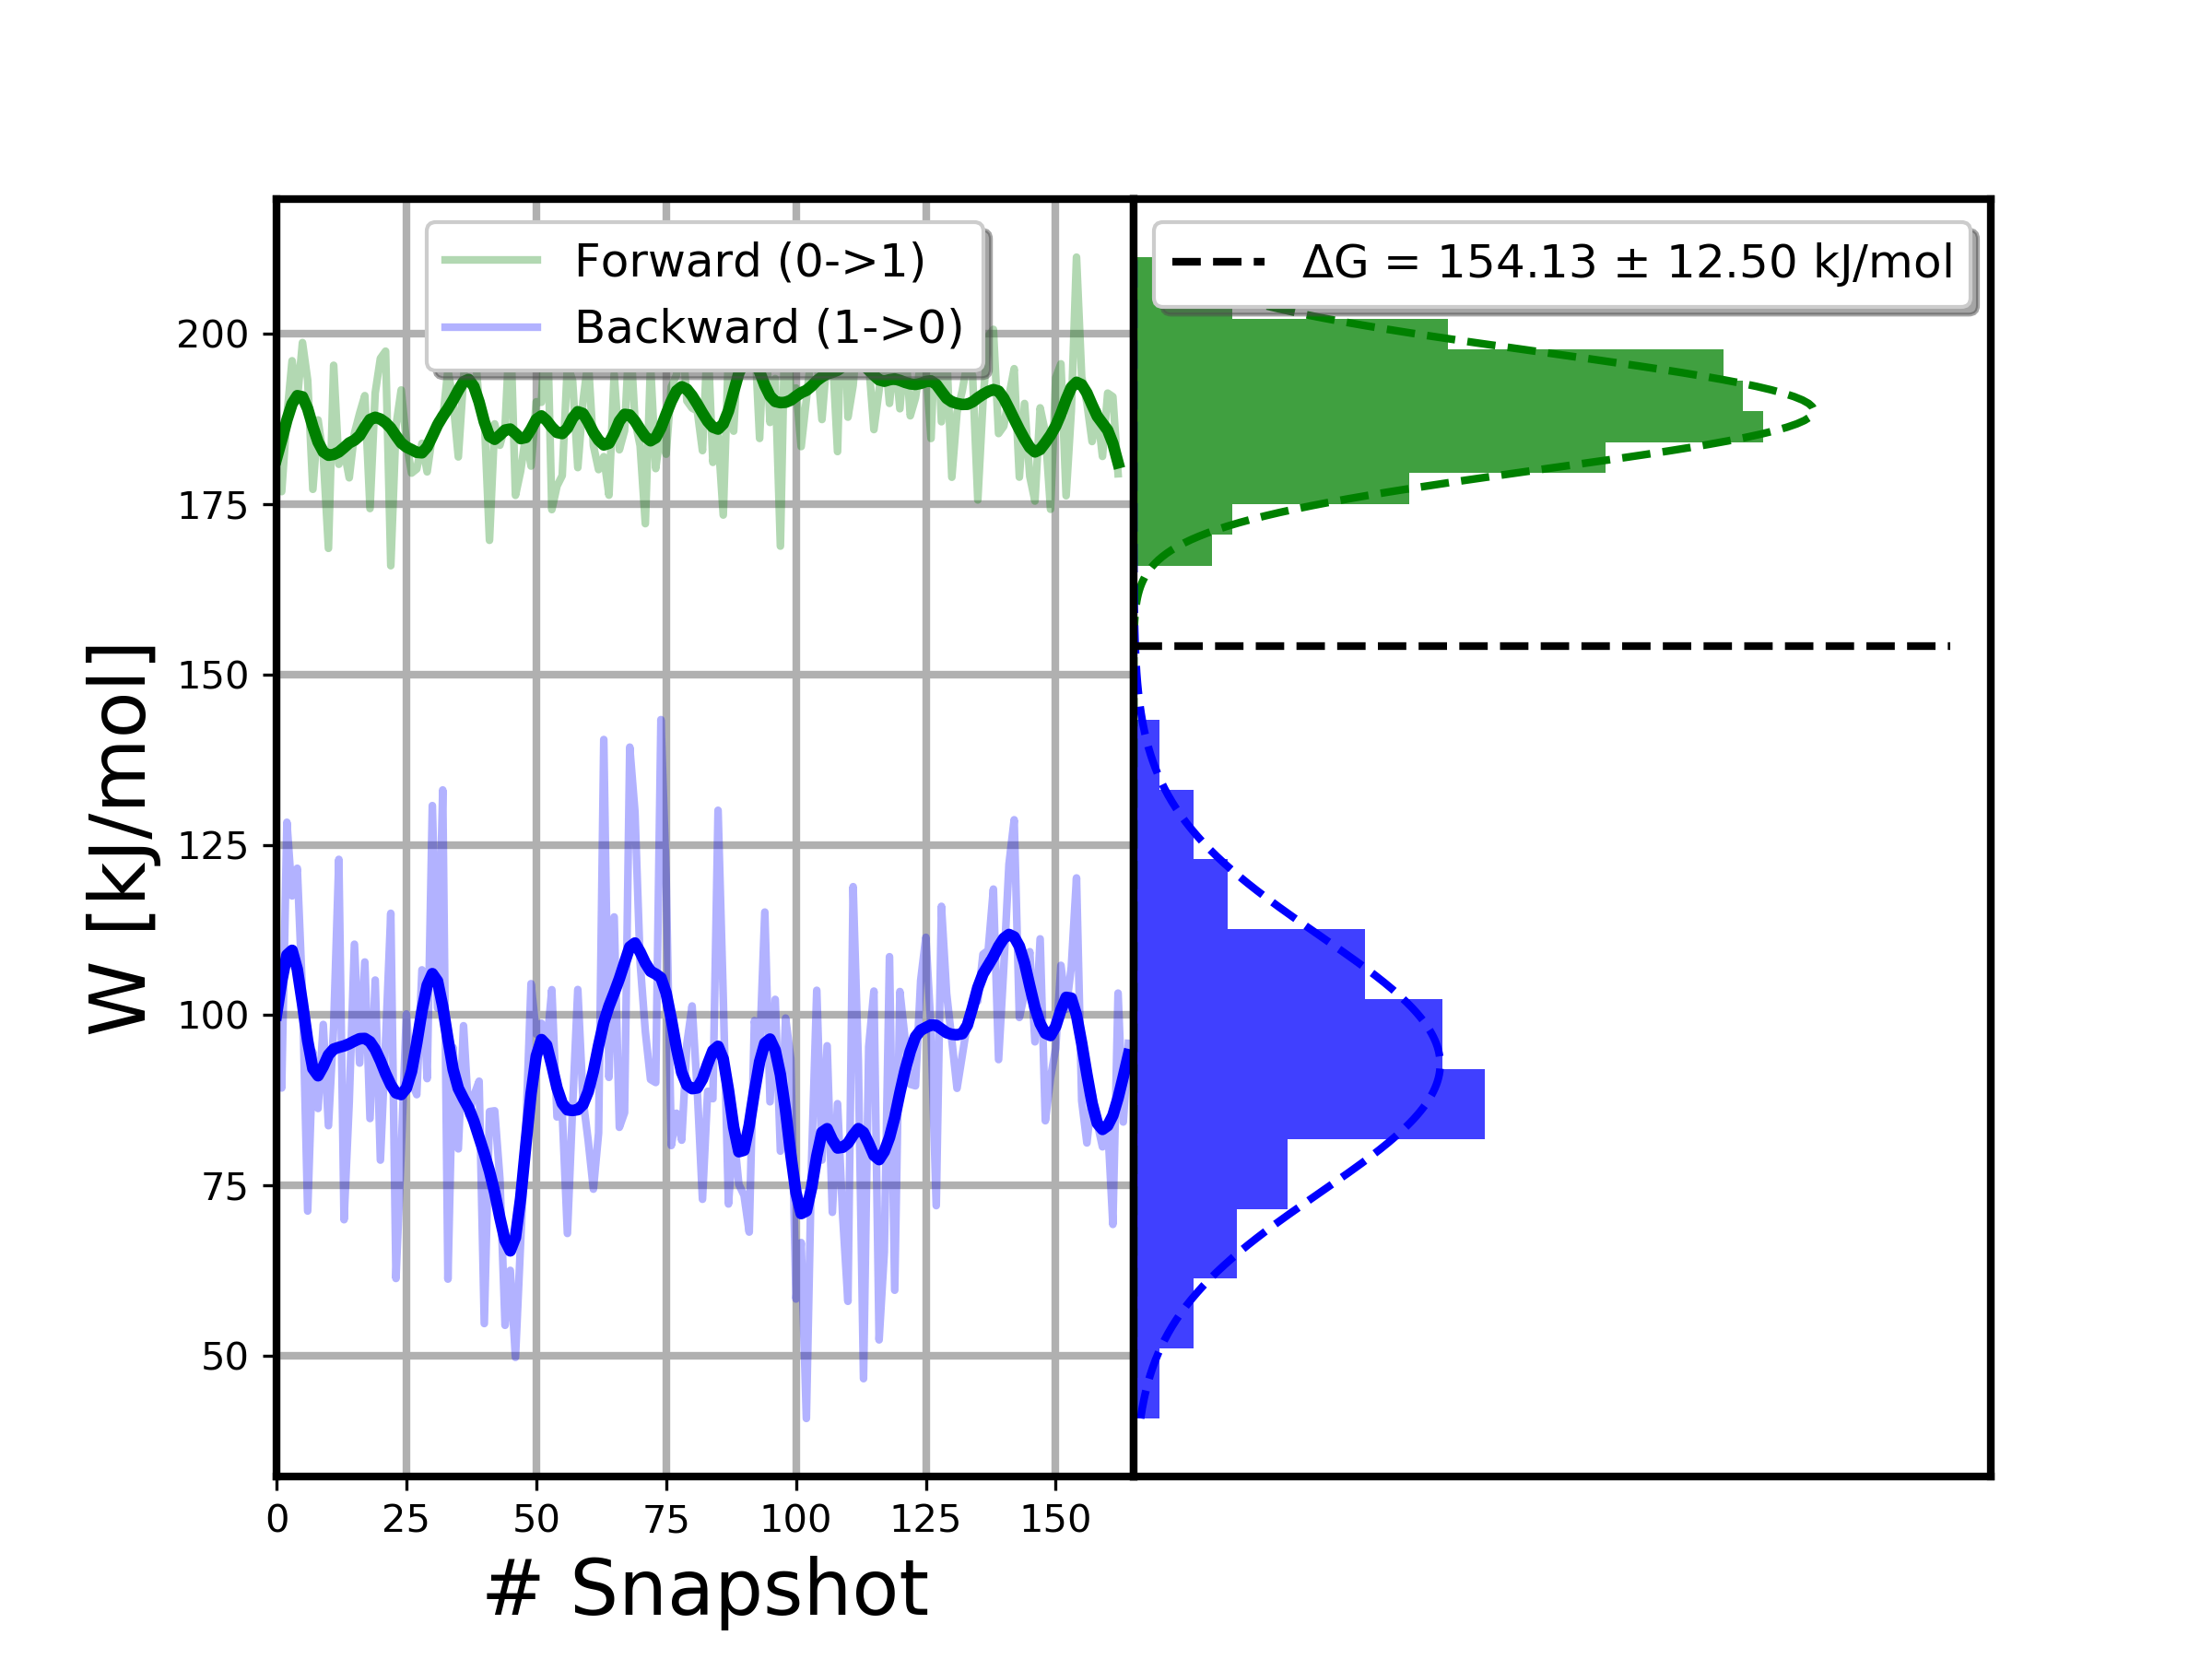 Forward (0->1)
Backward (1->0)
ΔG = 154.13 ± 12.50 kJ/mol
W [kJ/mol]
200
175
150
125
100
75
50
0 25 50 75 100 125 150
# Snapshot